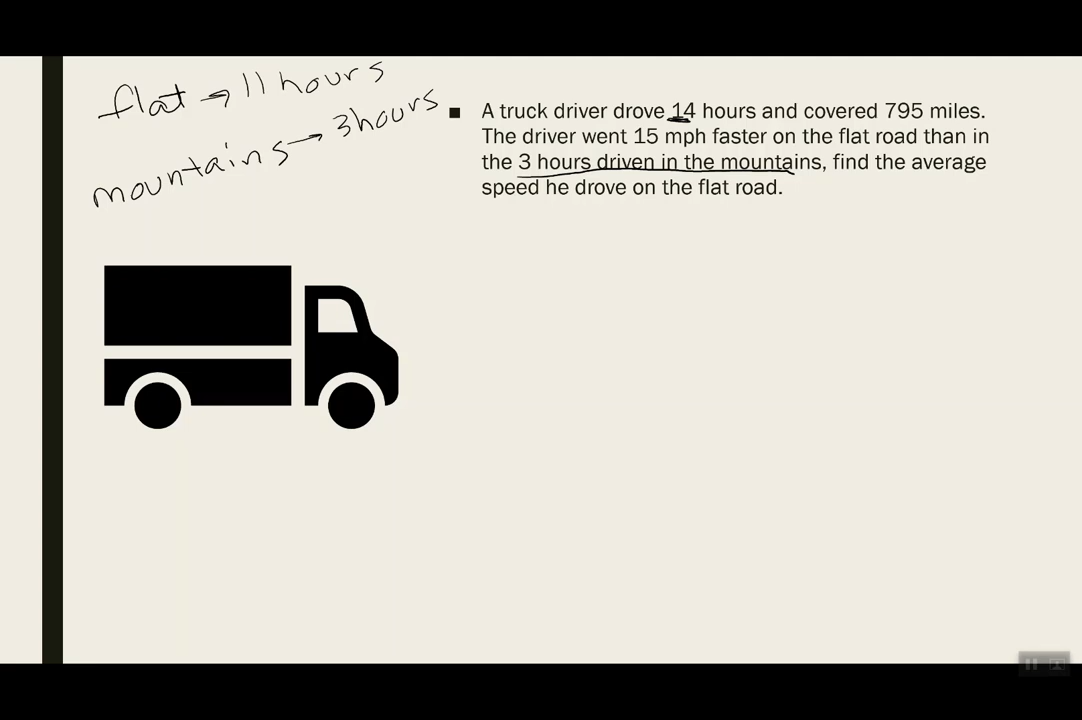 flat → 11 hours
mountains → 3 hours
■ A truck driver drove 14 hours and covered 795 miles.
The driver went 15 mph faster on the flat road than in
the 3 hours driven in the mountains, find the average
speed he drove on the flat road.